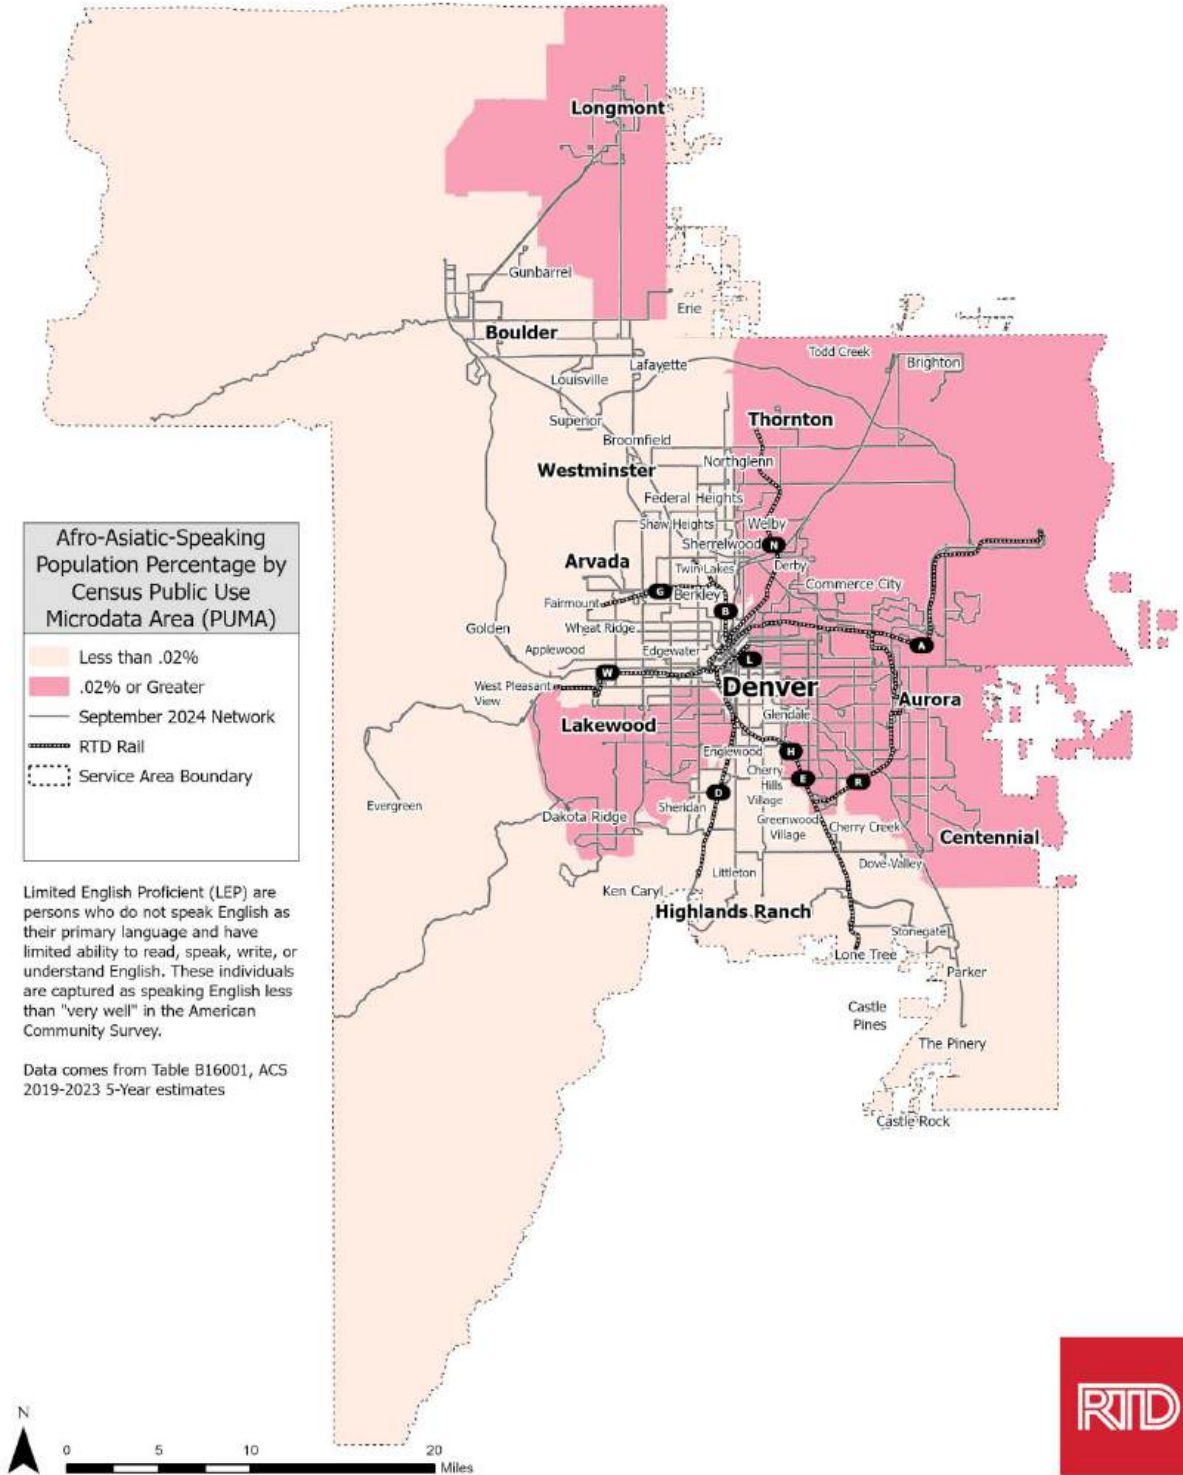 Longmont
Gunbarrel
Erie
Boulder
Todd Creek
Brighton
Lafayette
Louisville
Superior
Thornton
Broomfield
Northglenn
Westminster
Federal Heights
Shaw Heights
Welby
Sherrelwood
N
Arvada
Twin Lakes
Derby
Commerce City
G
Berkley
Fairmount
B
Golden
Wheat Ridge
Applewood
Edgewater
A
L
W
West Pleasant
View
Denver
Aurora
Lakewood
Glendale
Englewood
H
Cherry
Hills
Village
E
R
D
Evergreen
Sheridan
Dakota Ridge
Greenwood
Village
Cherry Creek
Centennial
Dove Valley
Littleton
Ken Caryl
Highlands Ranch
Stonegate
Lone Tree
Parker
Castle
Pines
The Pinery
Castle Rock
Afro-Asiatic-Speaking
Population Percentage by
Census Public Use
Microdata Area (PUMA)
Less than .02%
.02% or Greater
September 2024 Network
RTD Rail
Service Area Boundary
Limited English Proficient (LEP) are
persons who do not speak English as
their primary language and have
limited ability to read, speak, write, or
understand English. These individuals
are captured as speaking English less
than "very well" in the American
Community Survey.
Data comes from Table B16001, ACS
2019-2023 5-Year estimates
N
0 5 10 20
Miles
RTD